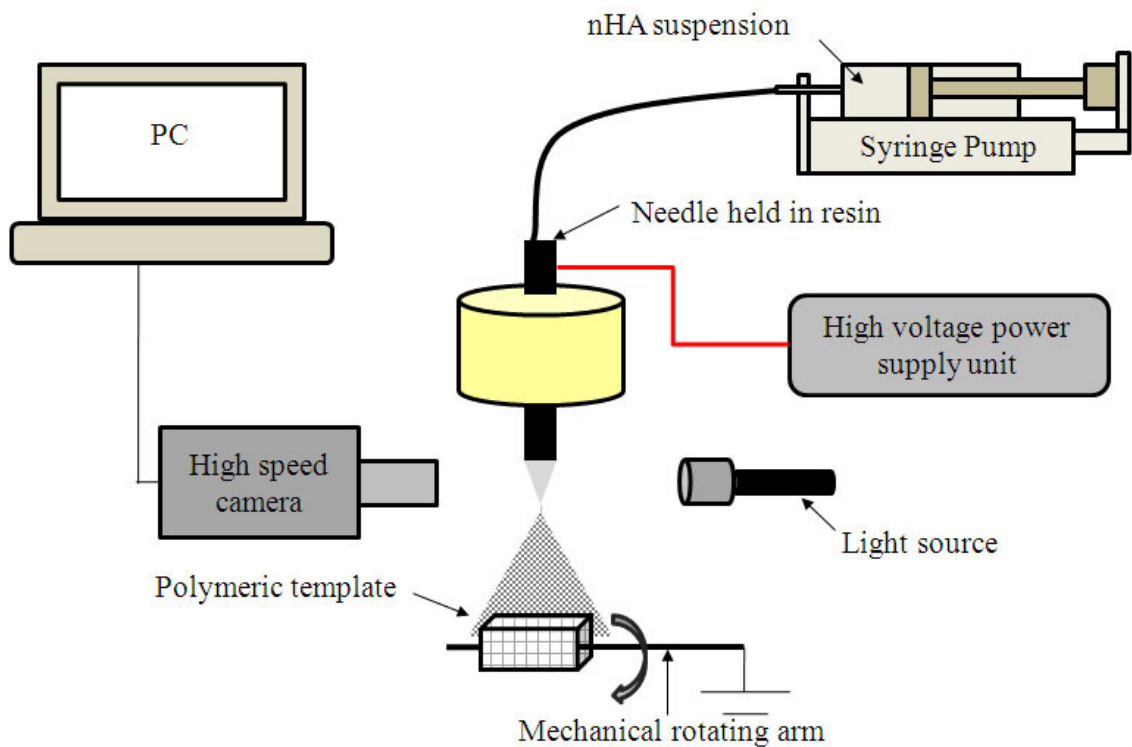 nHA suspension
PC
Syringe Pump
Needle held in resin
High voltage power
supply unit
High speed
camera
Light source
Polymeric template
Mechanical rotating arm